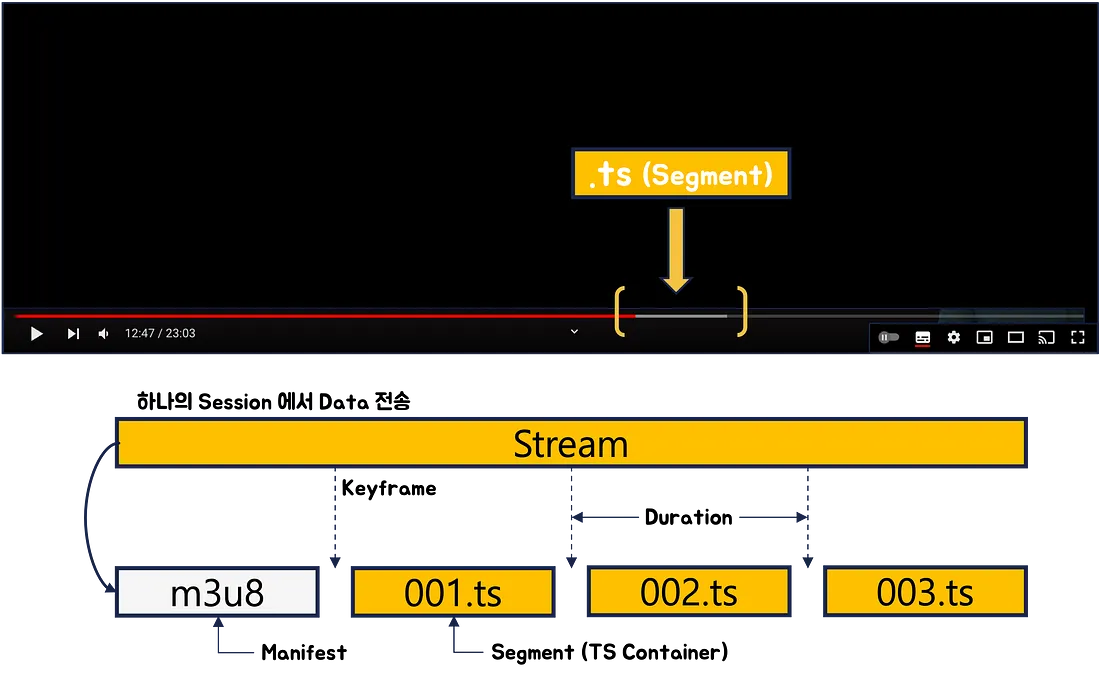 .ts (Segment)
12:47 / 23:03
하나의 Session 에서 Data 전송
Stream
Keyframe
Duration
m3u8
001.ts
002.ts
003.ts
Manifest
Segment (TS Container)